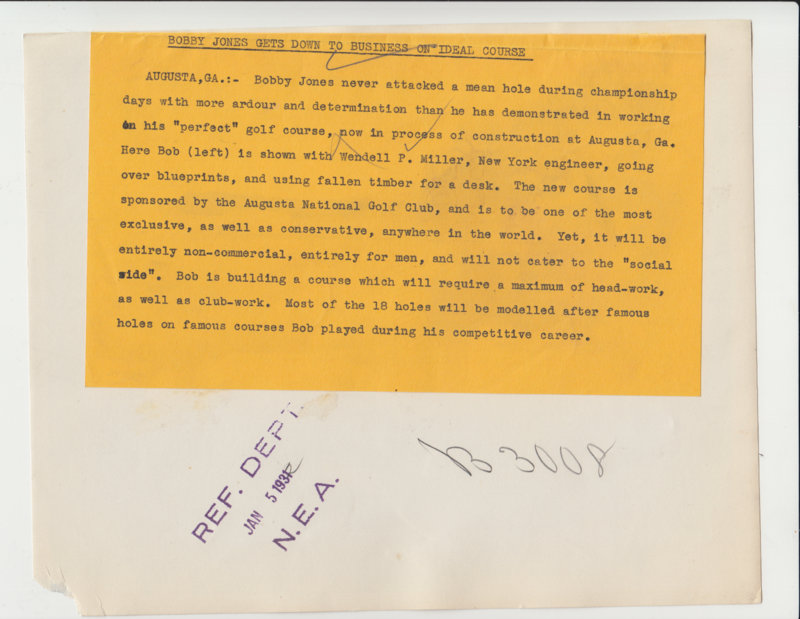 BOBBY JONES GETS DOWN TO BUSINESS ON IDEAL COURSE
AUGUSTA,GA.:- Bobby Jones never attacked a mean hole during championship
days with more ardour and determination than he has demonstrated in working
on his "perfect" golf course, now in process of construction at Augusta, Ga.
Here Bob (left) is shown with Wendell P. Miller, New York engineer, going
over blueprints, and using fallen timber for a desk. The new course is
sponsored by the Augusta National Golf Club, and is to be one of the most
exclusive, as well as conservative, anywhere in the world. Yet, it will be
entirely non-commercial, entirely for men, and will not cater to the "social
side". Bob is building a course which will require a maximum of head-work,
as well as club-work. Most of the 18 holes will be modelled after famous
holes on famous courses Bob played during his competitive career.
REF. DEPT.
JAN 5 1932
N.E.A.
B3008